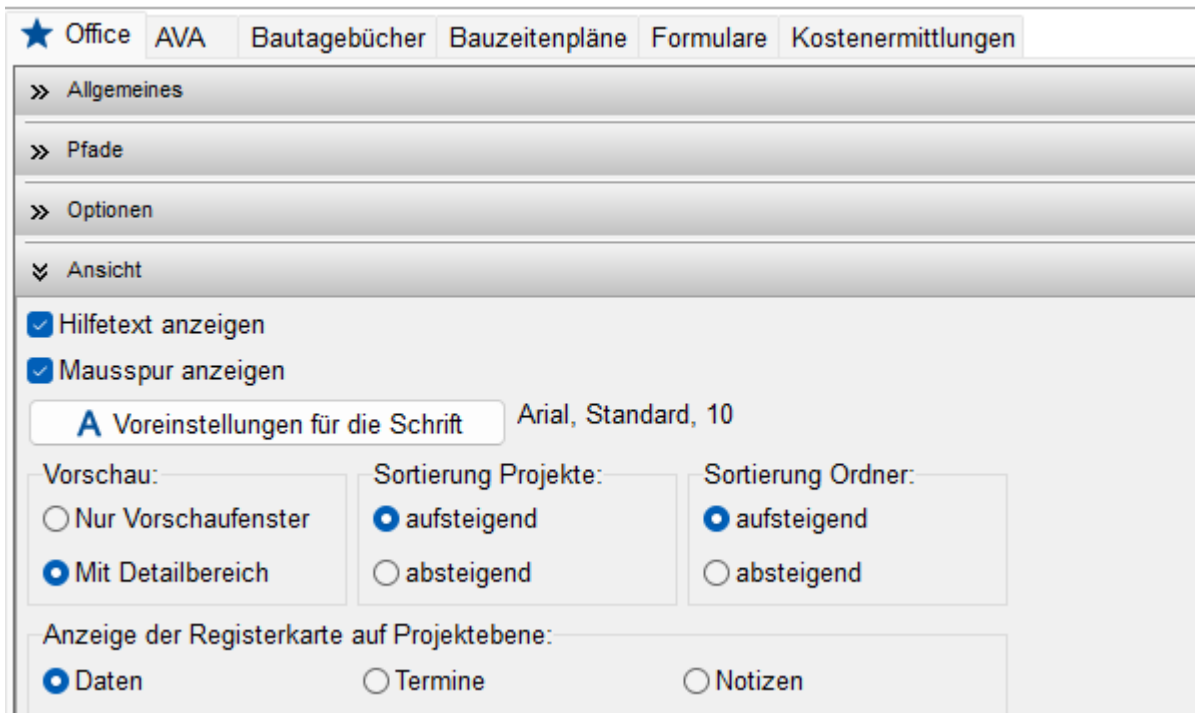 Office AVA Bautagebücher Bauzeitenpläne Formulare Kostenermittlungen
Allgemeines
Pfade
Optionen
Ansicht
Hilfetext anzeigen
Mausspur anzeigen
A Voreinstellungen für die Schrift Arial, Standard, 10
Vorschau: Sortierung Projekte: Sortierung Ordner:
Nur Vorschaufenster aufsteigend aufsteigend
Mit Detailbereich absteigend absteigend
Anzeige der Registerkarte auf Projektebene:
Daten Termine Notizen